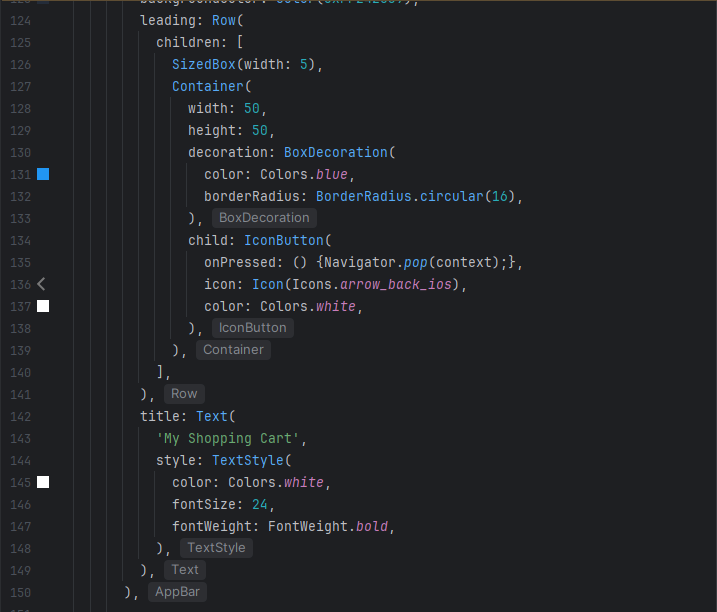 124 leading: Row(
125 children: [
126 SizedBox(width: 5),
127 Container(
128 width: 50,
129 height: 50,
130 decoration: BoxDecoration(
131 color: Colors.blue,
132 borderRadius: BorderRadius.circular(16),
133 ), BoxDecoration
134 child: IconButton(
135 onPressed: () {Navigator.pop(context);},
136 icon: Icon(Icons.arrow_back_ios),
137 color: Colors.white,
138 ), IconButton
139 ), Container
140 ],
141 ), Row
142 title: Text(
143 'My Shopping Cart',
144 style: TextStyle(
145 color: Colors.white,
146 fontSize: 24,
147 fontWeight: FontWeight.bold,
148 ), TextStyle
149 ), Text
150 ), AppBar